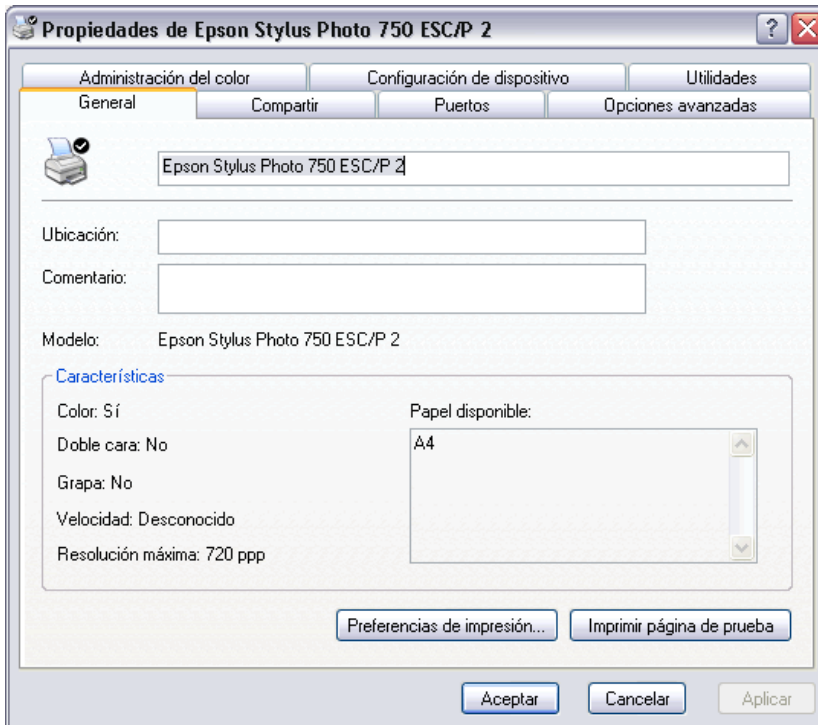 Propiedades de Epson Stylus Photo 750 ESC/P 2
Administración del color Configuración de dispositivo Utilidades
General Compartir Puertos Opciones avanzadas
Epson Stylus Photo 750 ESC/P 2
Ubicación:
Comentario:
Modelo: Epson Stylus Photo 750 ESC/P 2
Características
Color: Sí Papel disponible:
Doble cara: No A4
Grapa: No
Velocidad: Desconocido
Resolución máxima: 720 ppp
Preferencias de impresión... Imprimir página de prueba
Aceptar Cancelar Aplicar